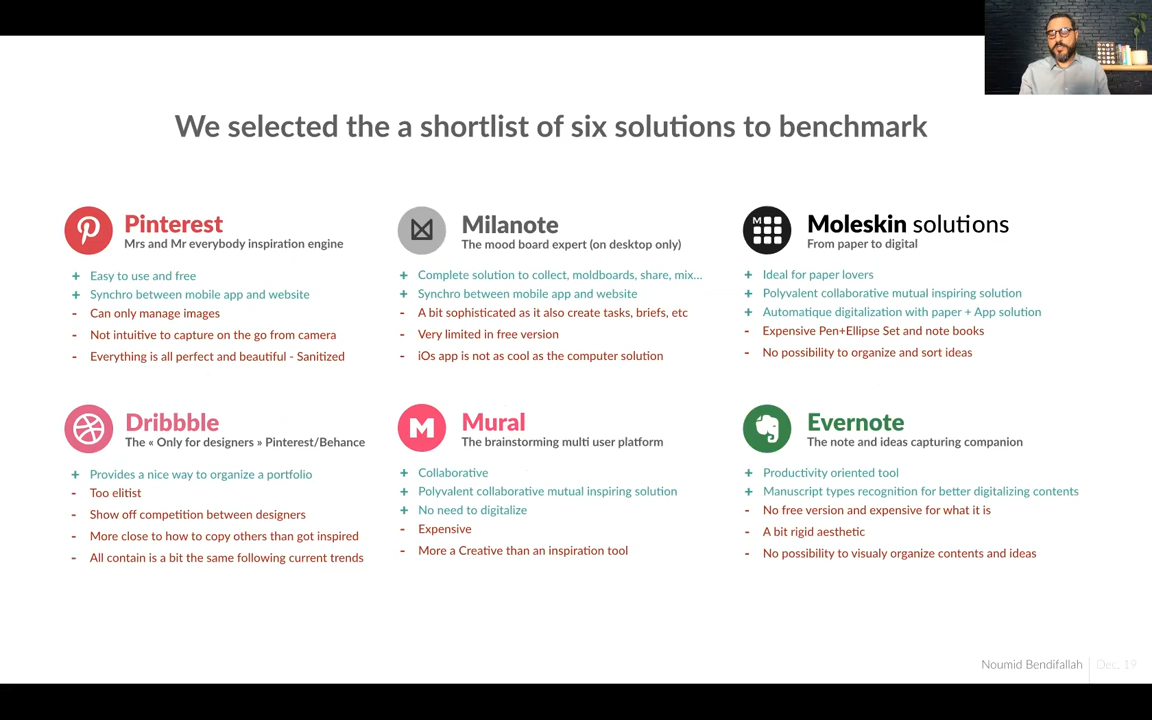 We selected the a shortlist of six solutions to benchmark
Pinterest
Mrs and Mr everybody inspiration engine
+ Easy to use and free
+ Synchro between mobile app and website
- Can only manage images
- Not intuitive to capture on the go from camera
- Everything is all perfect and beautiful - Sanitized
Milanote
The mood board expert (on desktop only)
+ Complete solution to collect, moldboards, share, mix...
+ Synchro between mobile app and website
- A bit sophisticated as it also create tasks, briefs, etc
- Very limited in free version
- iOs app is not as cool as the computer solution
M
Moleskin solutions
From paper to digital
+ Ideal for paper lovers
+ Polyvalent collaborative mutual inspiring solution
+ Automatique digitalization with paper + App solution
- Expensive Pen+Ellipse Set and note books
- No possibility to organize and sort ideas
Dribbble
The « Only for designers » Pinterest/Behance
+ Provides a nice way to organize a portfolio
- Too elitist
- Show off competition between designers
- More close to how to copy others than got inspired
- All contain is a bit the same following current trends
M
Mural
The brainstorming multi user platform
+ Collaborative
+ Polyvalent collaborative mutual inspiring solution
+ No need to digitalize
- Expensive
- More a Creative than an inspiration tool
Evernote
The note and ideas capturing companion
+ Productivity oriented tool
+ Manuscript types recognition for better digitalizing contents
- No free version and expensive for what it is
- A bit rigid aesthetic
- No possibility to visualy organize contents and ideas
Noumid Bendifallah
Dec. 19